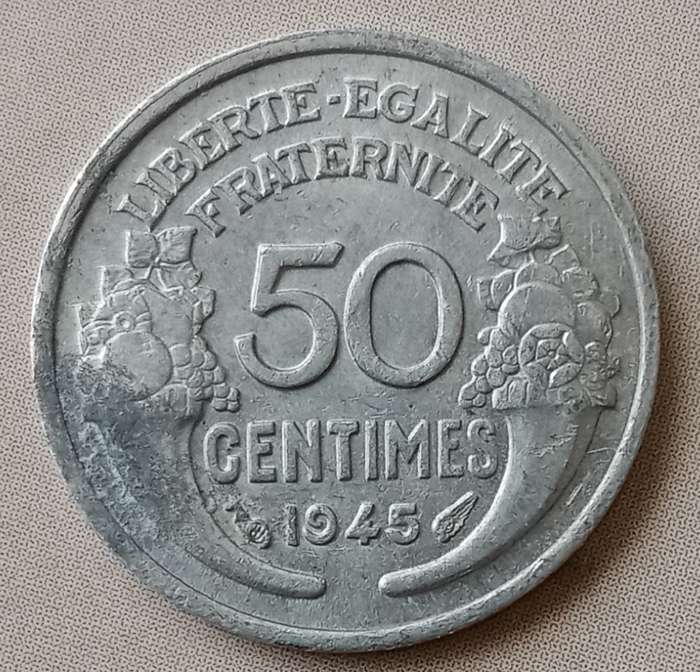 LIBERTE-EGALITE
FRATERNITE
50
CENTIMES
1945